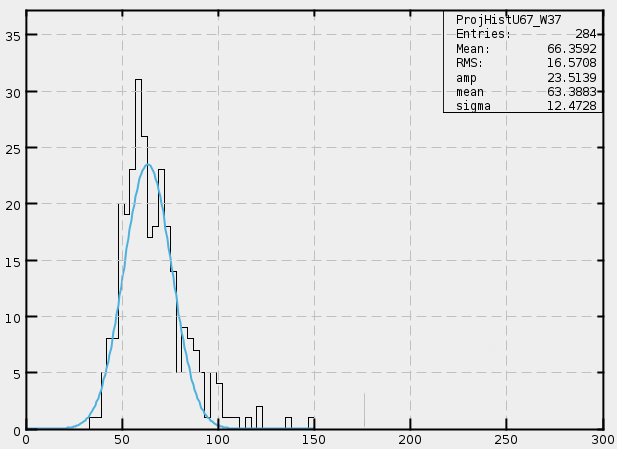 ProjHistU67_W37
Entries: 284
Mean: 66.3592
RMS: 16.5708
amp 23.5139
mean 63.3883
sigma 12.4728
35
30
25
20
15
10
5
0
0 50 100 150 200 250 300